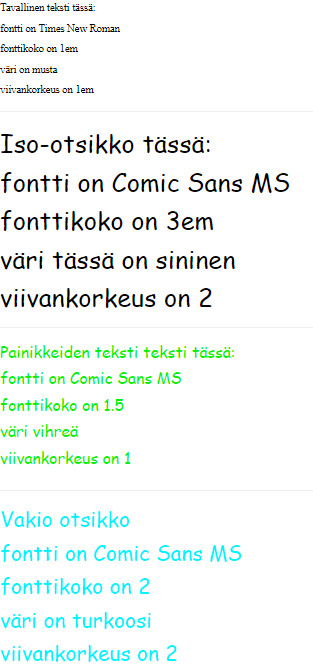 Tavallinen teksti tässä:
fontti on Times New Roman
fonttikoko on 1em
väri on musta
viivankorkeus on 1em
Iso-otsikko tässä:
fontti on Comic Sans MS
fonttikoko on 3em
väri tässä on sininen
viivankorkeus on 2
Painikkeiden teksti teksti tässä:
fontti on Comic Sans MS
fonttikoko on 1.5
väri vihreä
viivankorkeus on 1
Vakio otsikko
fontti on Comic Sans MS
fonttikoko on 2
väri on turkoosi
viivankorkeus on 2